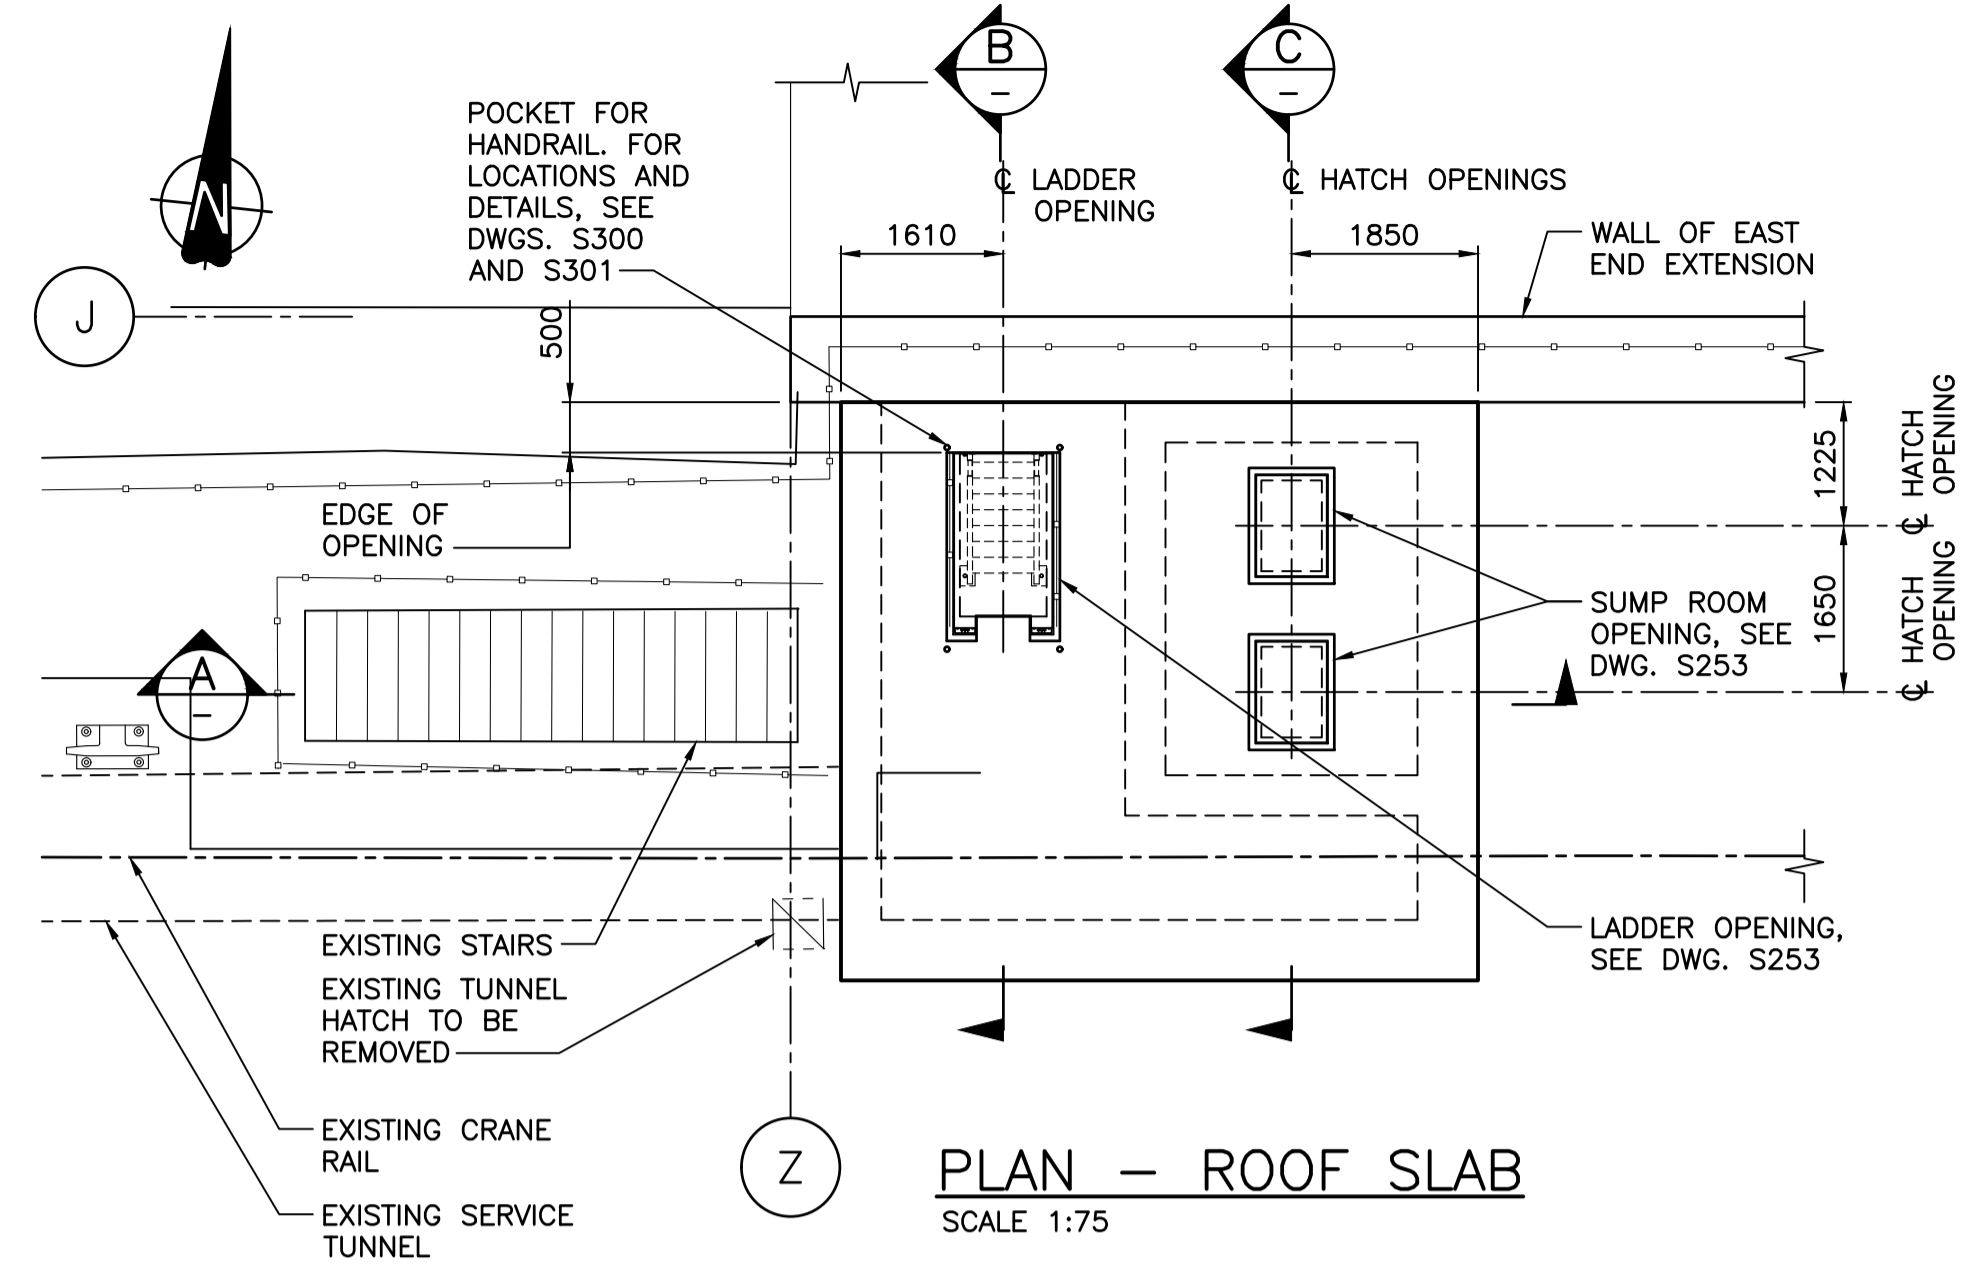 B
-
C
-
N
POCKET FOR
HANDRAIL. FOR
LOCATIONS AND
DETAILS, SEE
DWGS. S300
AND S301
℄ LADDER
OPENING
℄ HATCH OPENINGS
1610
1850
WALL OF EAST
END EXTENSION
J
500
1225
℄ HATCH
OPENING
EDGE OF
OPENING
1650
℄ HATCH
OPENING
SUMP ROOM
OPENING, SEE
DWG. S253
A
-
EXISTING STAIRS
LADDER OPENING,
SEE DWG. S253
EXISTING TUNNEL
HATCH TO BE
REMOVED
EXISTING CRANE
RAIL
EXISTING SERVICE
TUNNEL
Z
PLAN - ROOF SLAB
SCALE 1:75